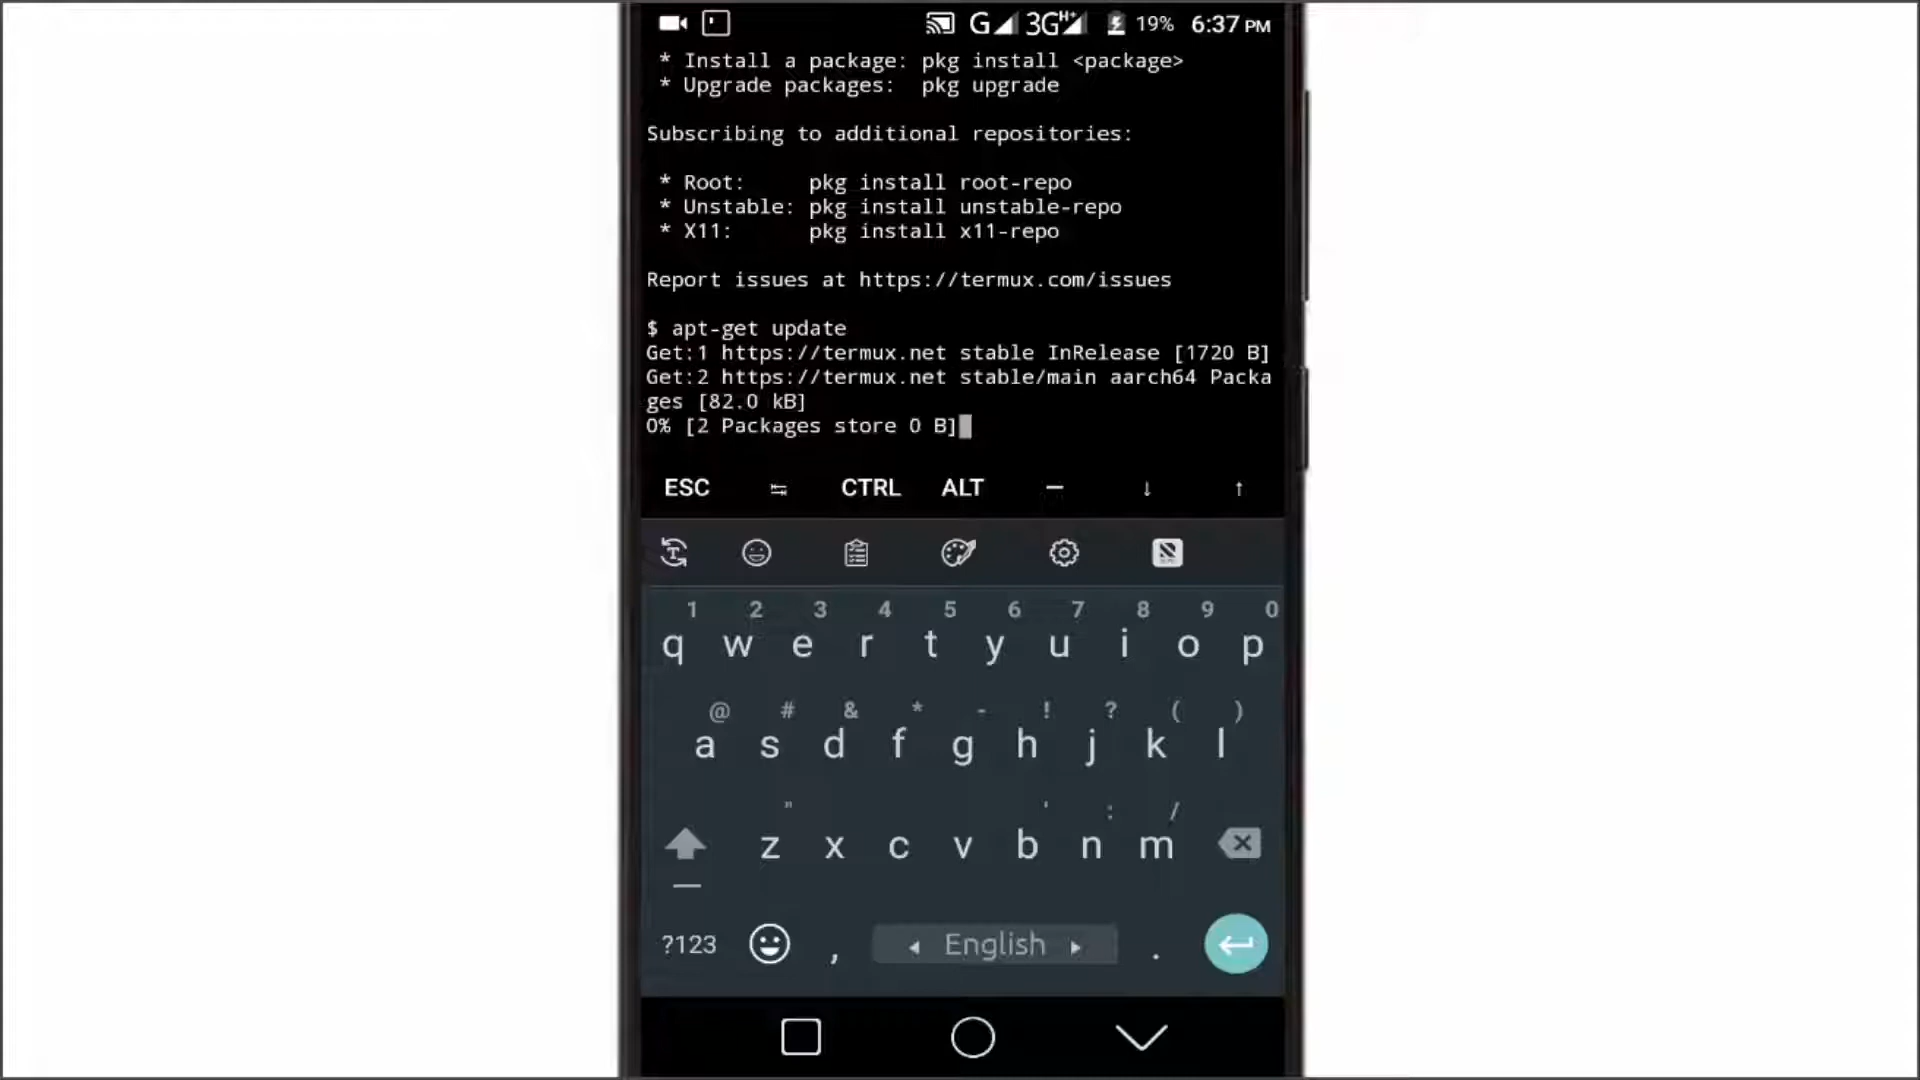 G 3G H+ 19% 6:37 PM
* Install a package: pkg install <package>
* Upgrade packages: pkg upgrade
Subscribing to additional repositories:
* Root: pkg install root-repo
* Unstable: pkg install unstable-repo
* X11: pkg install x11-repo
Report issues at https://termux.com/issues
$ apt-get update
Get:1 https://termux.net stable InRelease [1720 B]
Get:2 https://termux.net stable/main aarch64 Packa
ges [82.0 kB]
0% [2 Packages store 0 B]
ESC ⇆ CTRL ALT — ↓ ↑
1 2 3 4 5 6 7 8 9 0
q w e r t y u i o p
@ # & * - ! ? ( )
a s d f g h j k l
" ' : /
z x c v b n m
?123 , ◂ English ▸ .